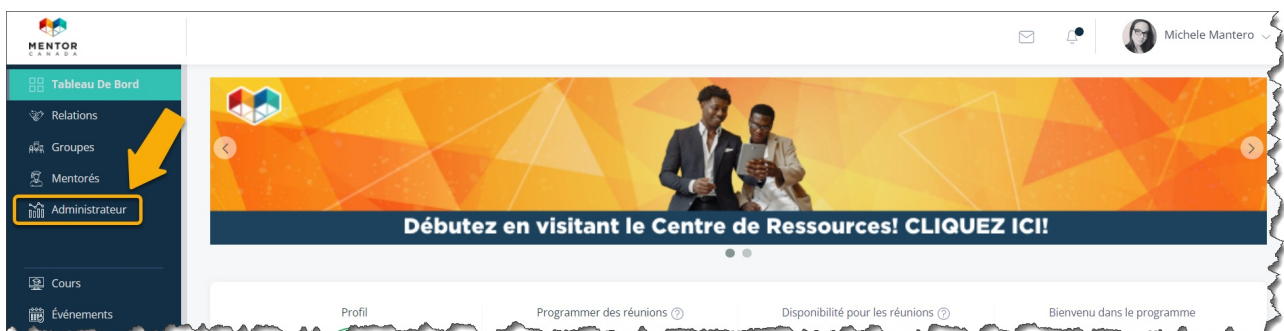 MENTOR
CANADA
Michele Mantero
Tableau De Bord
Relations
Groupes
Mentorés
Administrateur
Cours
Événements
Débutez en visitant le Centre de Ressources! CLIQUEZ ICI!
Profil
Programmer des réunions
Disponibilité pour les réunions
Bienvenu dans le programme